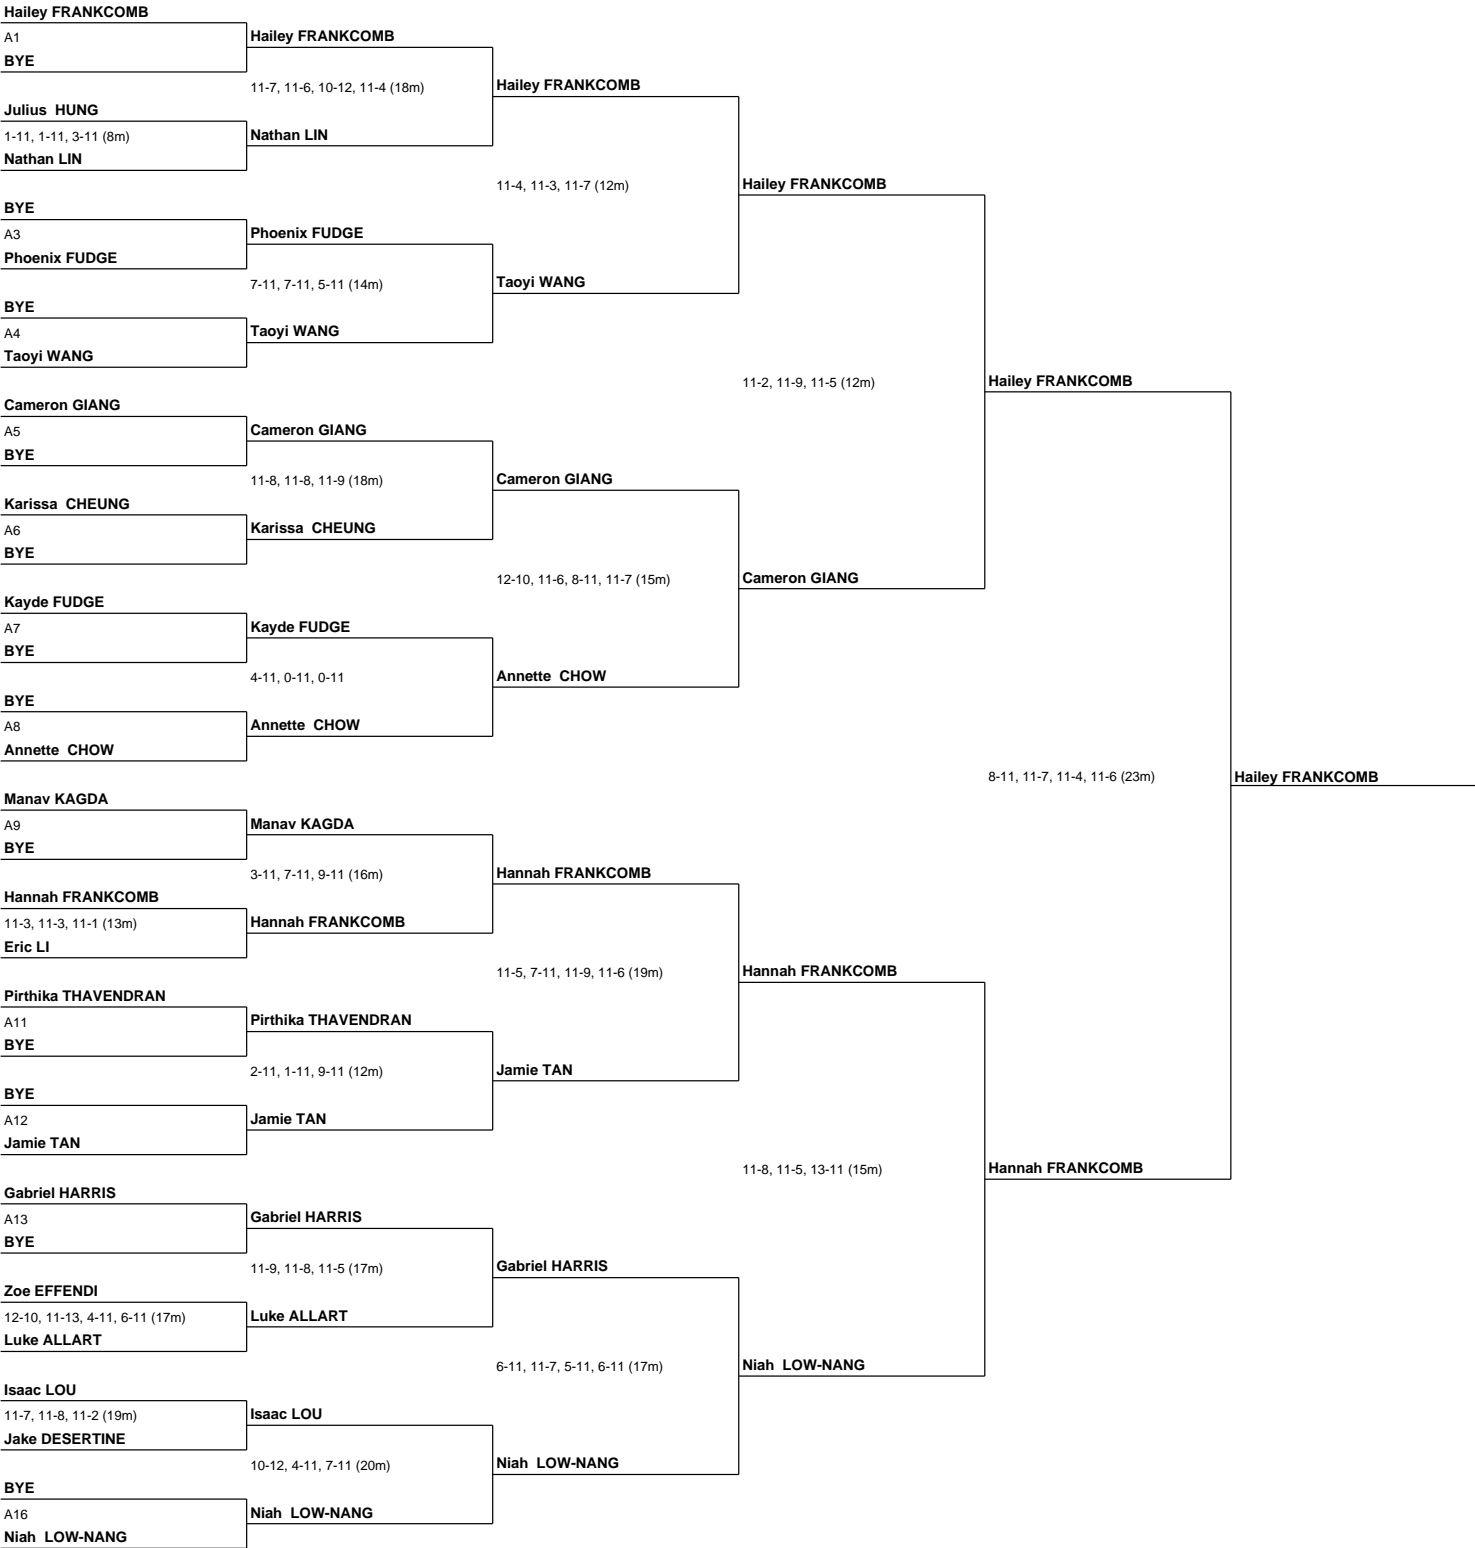 Hailey FRANKCOMB
A1
BYE
Julius  HUNG
1-11, 1-11, 3-11 (8m)
Nathan LIN
BYE
A3
Phoenix FUDGE
BYE
A4
Taoyi WANG
Cameron GIANG
A5
BYE
Karissa  CHEUNG
A6
BYE
Kayde FUDGE
A7
BYE
BYE
A8
Annette  CHOW
Manav KAGDA
A9
BYE
Hannah FRANKCOMB
11-3, 11-3, 11-1 (13m)
Eric LI
Pirthika THAVENDRAN
A11
BYE
BYE
A12
Jamie TAN
Gabriel HARRIS
A13
BYE
Zoe EFFENDI
12-10, 11-13, 4-11, 6-11 (17m)
Luke ALLART
Isaac LOU
11-7, 11-8, 11-2 (19m)
Jake DESERTINE
BYE
A16
Niah  LOW-NANG
Hailey FRANKCOMB
11-7, 11-6, 10-12, 11-4 (18m)
Nathan LIN
Phoenix FUDGE
7-11, 7-11, 5-11 (14m)
Taoyi WANG
Cameron GIANG
11-8, 11-8, 11-9 (18m)
Karissa  CHEUNG
Kayde FUDGE
4-11, 0-11, 0-11
Annette  CHOW
Manav KAGDA
3-11, 7-11, 9-11 (16m)
Hannah FRANKCOMB
Pirthika THAVENDRAN
2-11, 1-11, 9-11 (12m)
Jamie TAN
Gabriel HARRIS
11-9, 11-8, 11-5 (17m)
Luke ALLART
Isaac LOU
10-12, 4-11, 7-11 (20m)
Niah  LOW-NANG
Hailey FRANKCOMB
11-4, 11-3, 11-7 (12m)
Taoyi WANG
Cameron GIANG
12-10, 11-6, 8-11, 11-7 (15m)
Annette  CHOW
Hannah FRANKCOMB
11-5, 7-11, 11-9, 11-6 (19m)
Jamie TAN
Gabriel HARRIS
6-11, 11-7, 5-11, 6-11 (17m)
Niah  LOW-NANG
Hailey FRANKCOMB
11-2, 11-9, 11-5 (12m)
Cameron GIANG
Hannah FRANKCOMB
11-8, 11-5, 13-11 (15m)
Niah  LOW-NANG
Hailey FRANKCOMB
8-11, 11-7, 11-4, 11-6 (23m)
Hannah FRANKCOMB
Hailey FRANKCOMB